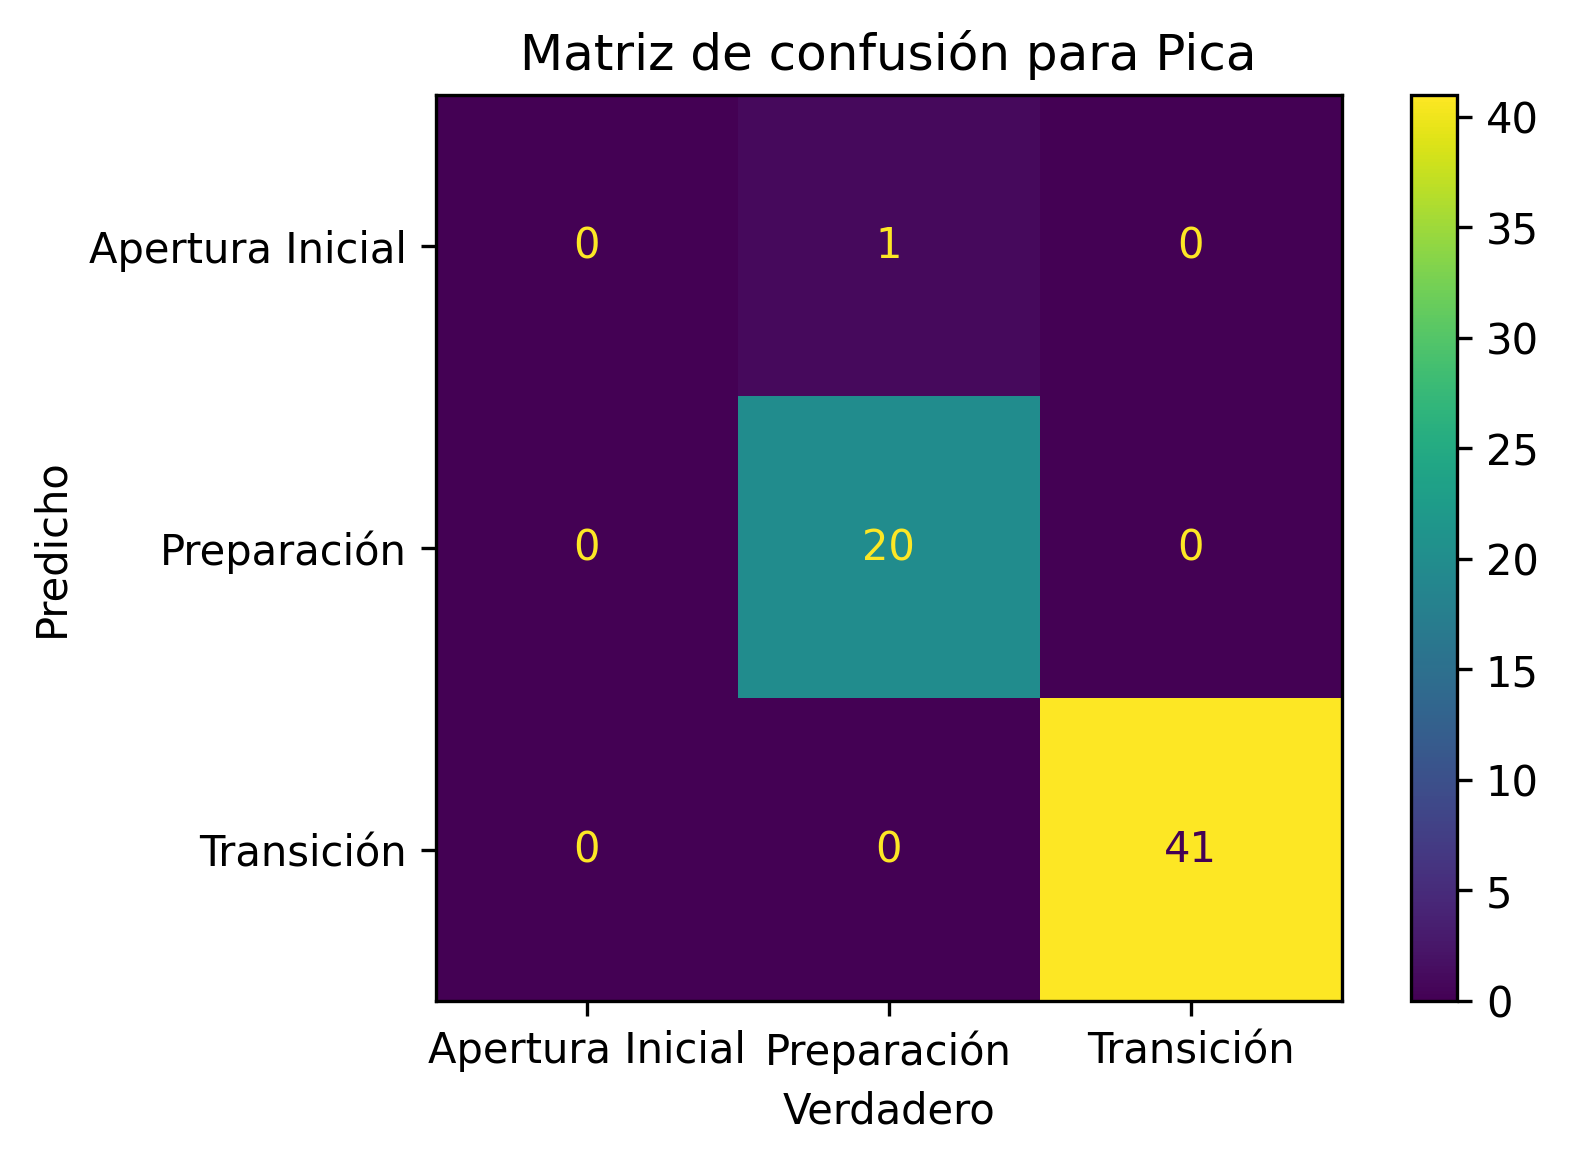 Matriz de confusión para Pica
Predicho
Apertura Inicial
0 1 0
Preparación
0 20 0
Transición
0 0 41
Apertura Inicial Preparación Transición
Verdadero
40
35
30
25
20
15
10
5
0